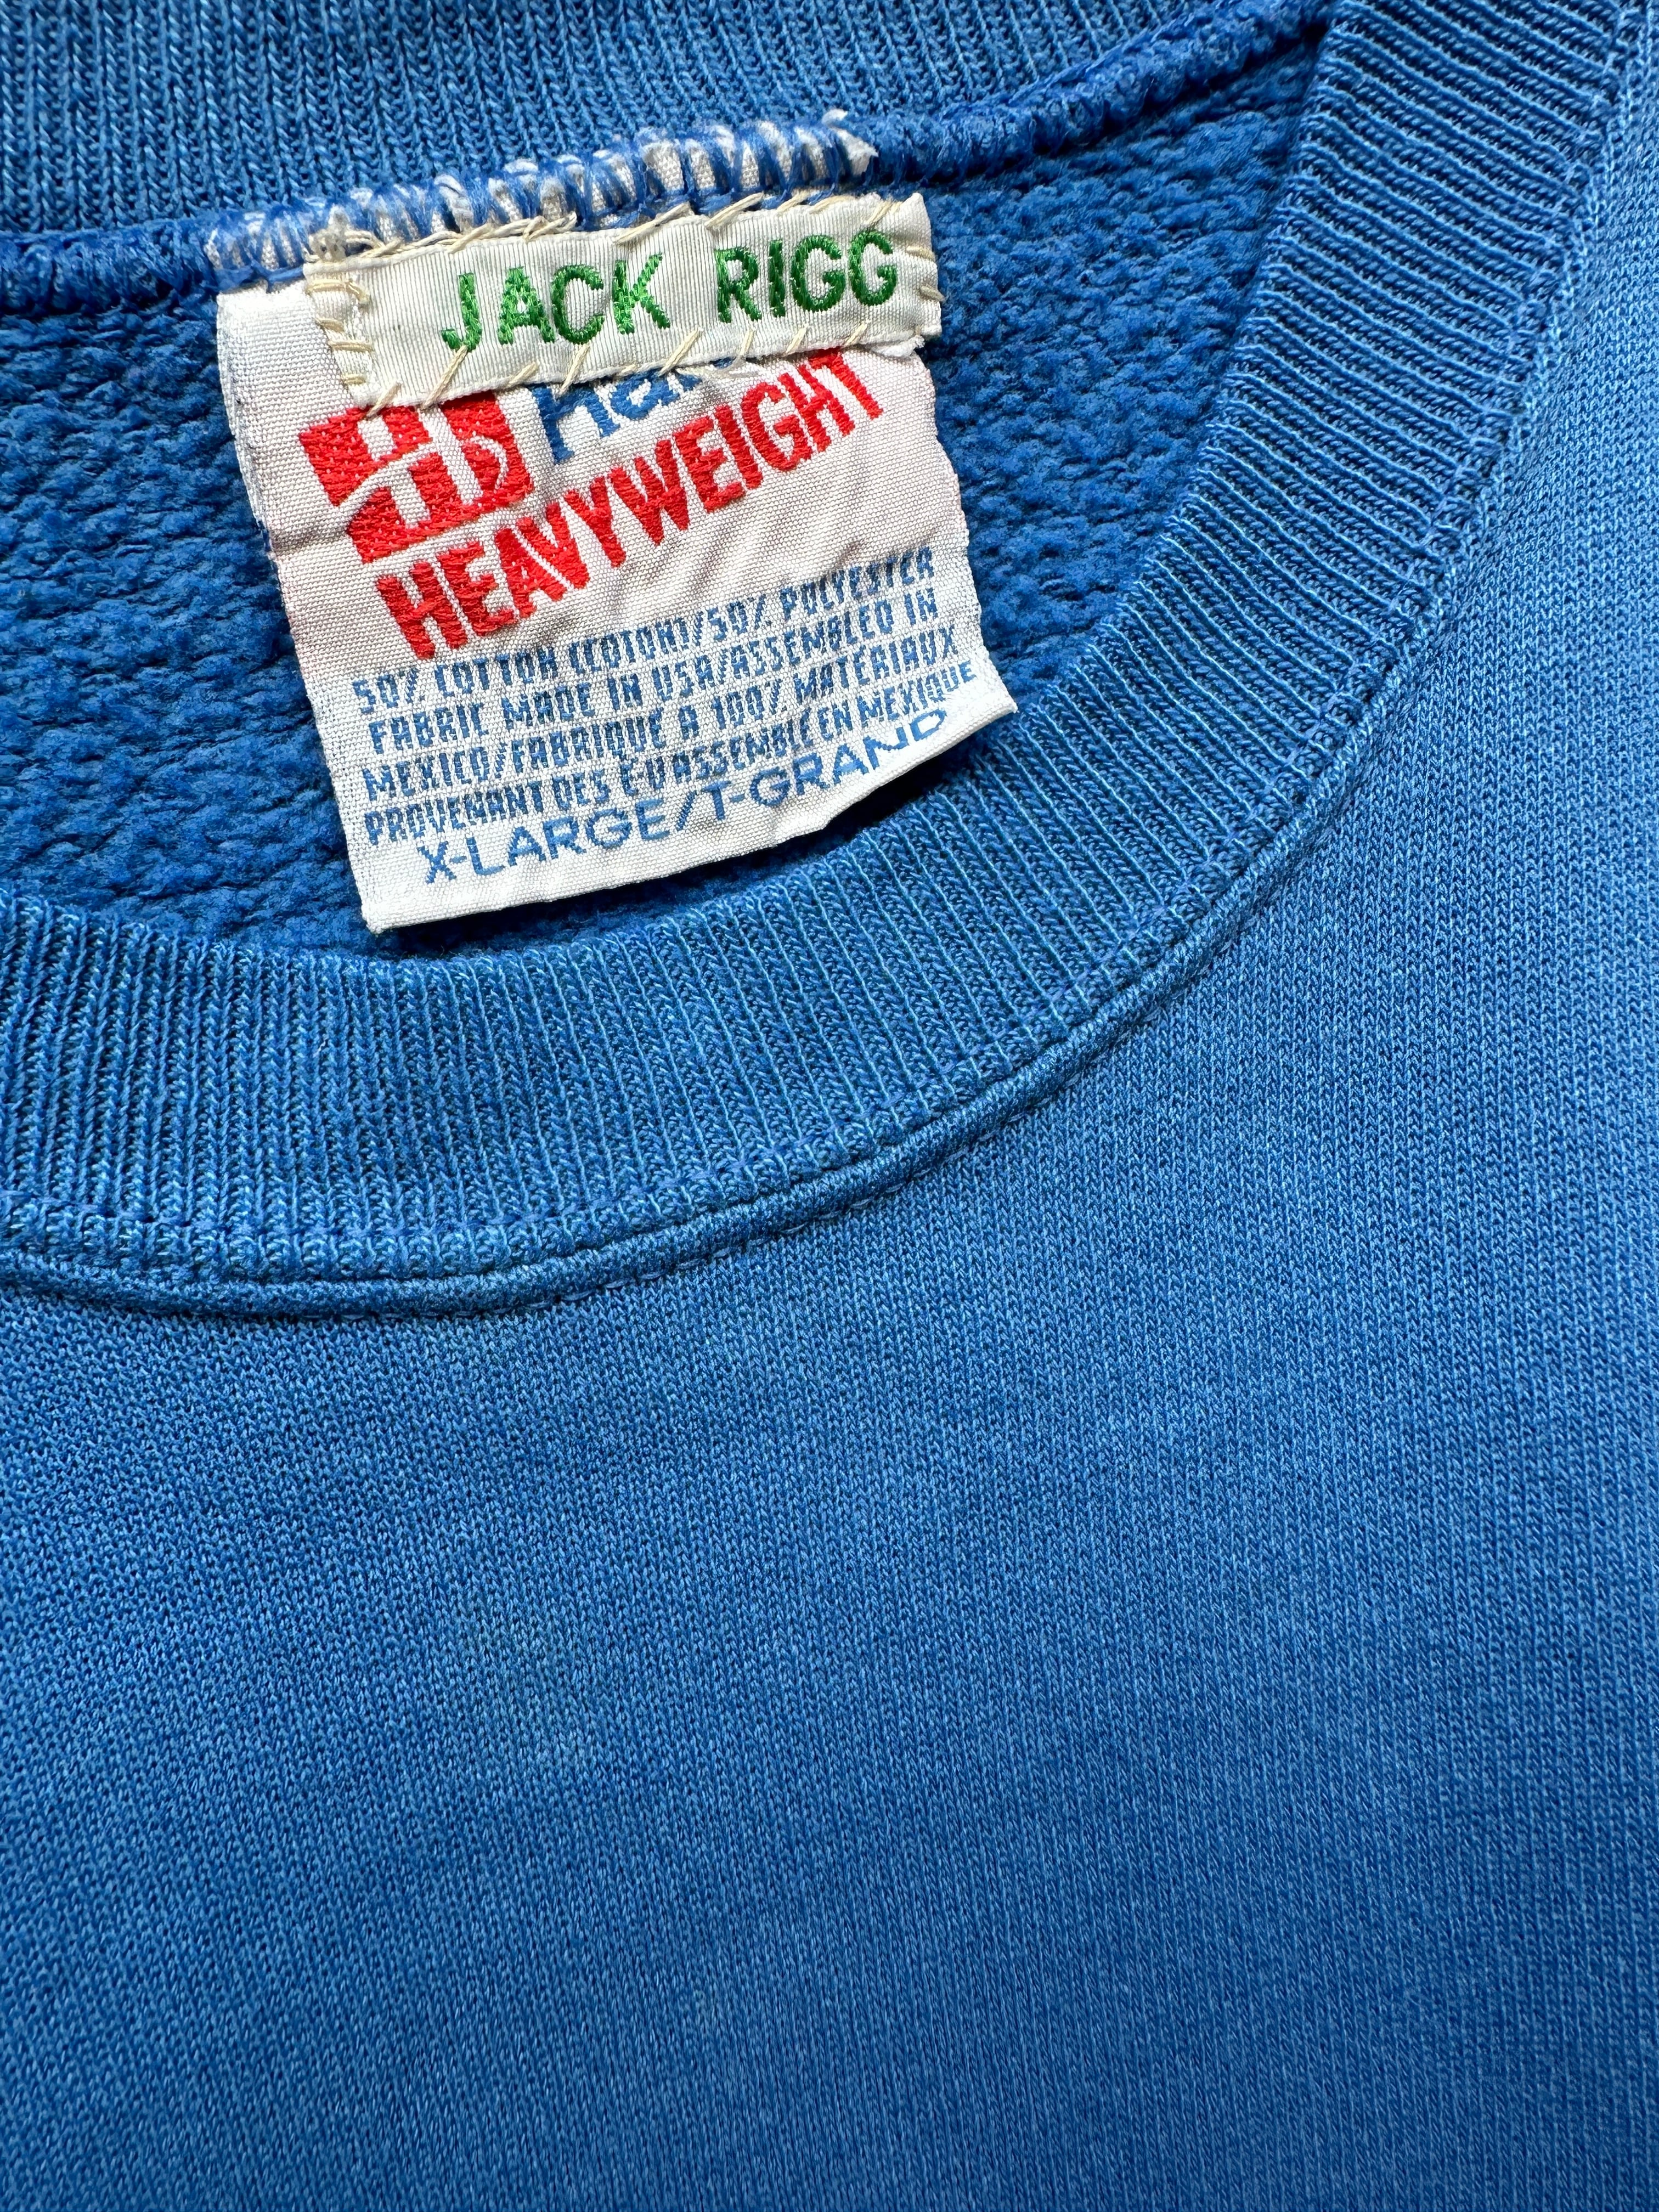 JACK RIGG
HEAVYWEIGHT
50% COTTON (COTON)/50% POLYESTER
FABRIC MADE IN USA/ASSEMBLED IN
MEXICO/FABRIQUE A 100% MATERIAUX
PROVENANT DES E-U ASSEMBLE EN MEXIQUE
X-LARGE/T-GRAND